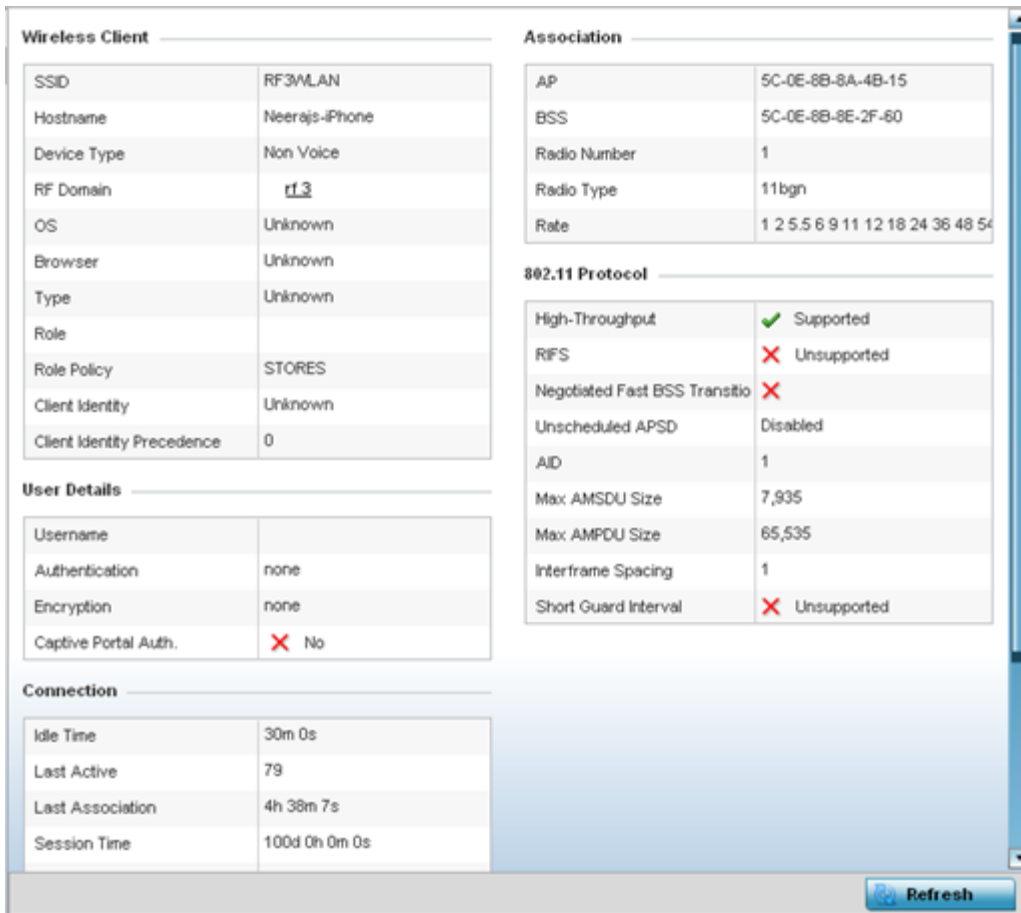 Wireless Client
SSID RF3WLAN
Hostname Neerajs-iPhone
Device Type Non Voice
RF Domain rf 3
OS Unknown
Browser Unknown
Type Unknown
Role
Role Policy STORES
Client Identity Unknown
Client Identity Precedence 0
User Details
Username
Authentication none
Encryption none
Captive Portal Auth. No
Connection
Idle Time 30m 0s
Last Active 79
Last Association 4h 38m 7s
Session Time 100d 0h 0m 0s
Association
AP 5C-0E-8B-8A-4B-15
BSS 5C-0E-8B-8E-2F-60
Radio Number 1
Radio Type 11bgn
Rate 1 2 5.5 6 9 11 12 18 24 36 48 54
802.11 Protocol
High-Throughput Supported
RIFS Unsupported
Negotiated Fast BSS Transitio
Unscheduled APSD Disabled
AID 1
Max AMSDU Size 7,935
Max AMPDU Size 65,535
Interframe Spacing 1
Short Guard Interval Unsupported
Refresh